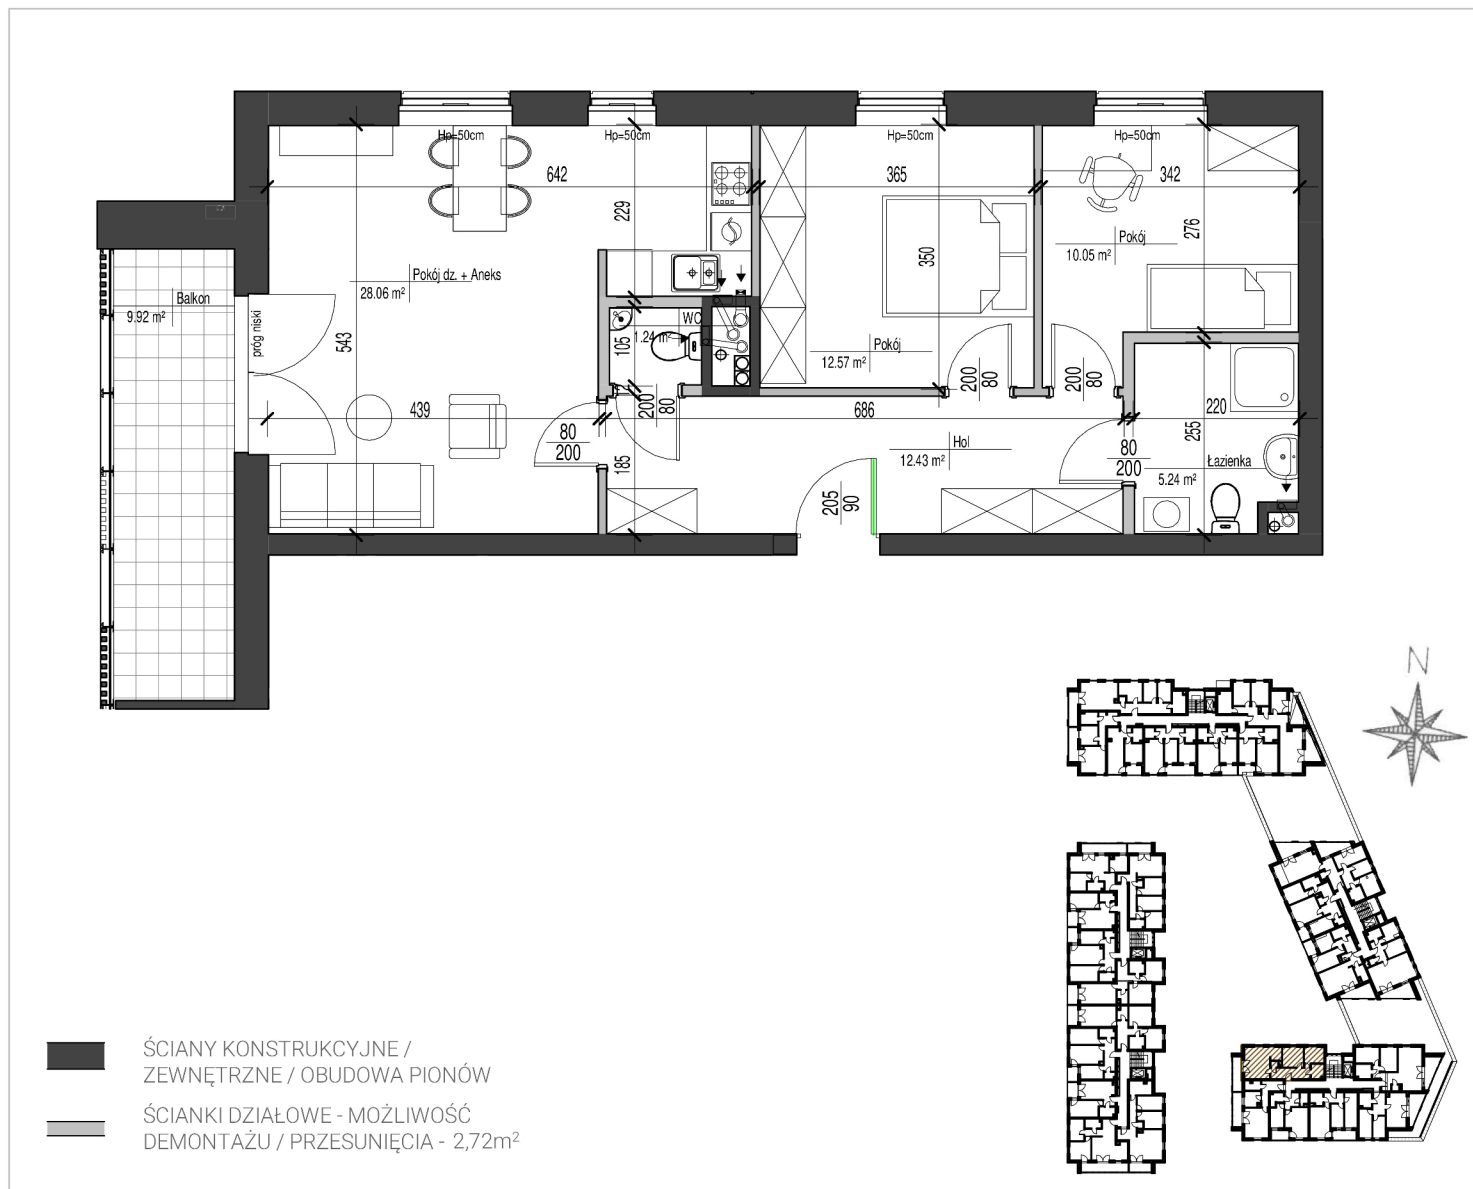 Hp=50cm
Hp=50cm
Hp=50cm
Hp=50cm
642
365
342
229
276
350
Pokój
10.05 m²
Pokój dz. + Aneks
28.06 m²
Balkon
9.92 m²
próg niski
543
WC
1.24 m²
105
Pokój
12.57 m²
200
80
200
80
200
80
439
686
220
80
200
185
Hol
12.43 m²
80
200
255
Łazienka
5.24 m²
205
90
N
ŚCIANY KONSTRUKCYJNE /
ZEWNĘTRZNE / OBUDOWA PIONÓW
ŚCIANKI DZIAŁOWE - MOŻLIWOŚĆ
DEMONTAŻU / PRZESUNIĘCIA - 2,72m²